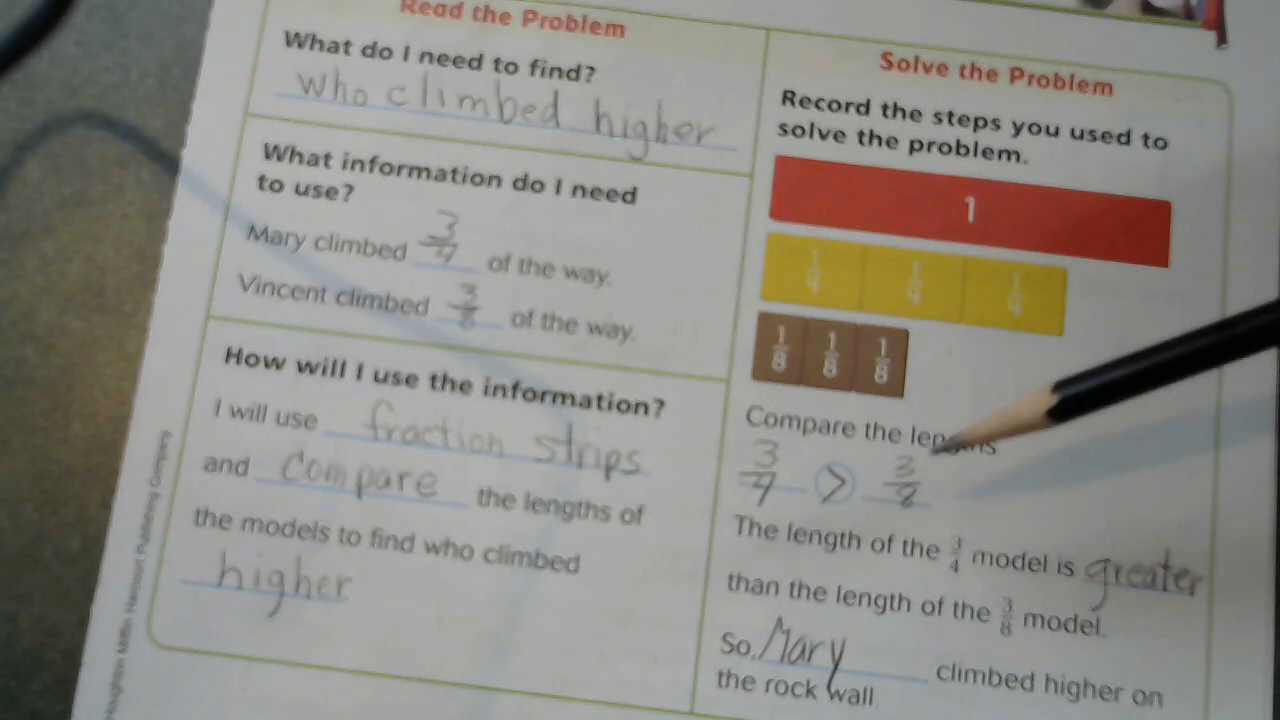 Read the Problem
What do I need to find?
who climbed higher
What information do I need
to use?
Mary climbed 3/4 of the way.
Vincent climbed 3/8 of the way.
How will I use the information?
I will use fraction strips
and compare the lengths of
the models to find who climbed
higher
Solve the Problem
Record the steps you used to
solve the problem.
1
1/4 1/4 1/4
1/8 1/8 1/8
Compare the
3/4 > 3/8
The length of the 3/4 model is greater
than the length of the 3/8 model.
So, Mary climbed higher on
the rock wall.
Houghton Mifflin Harcourt Publishing Company